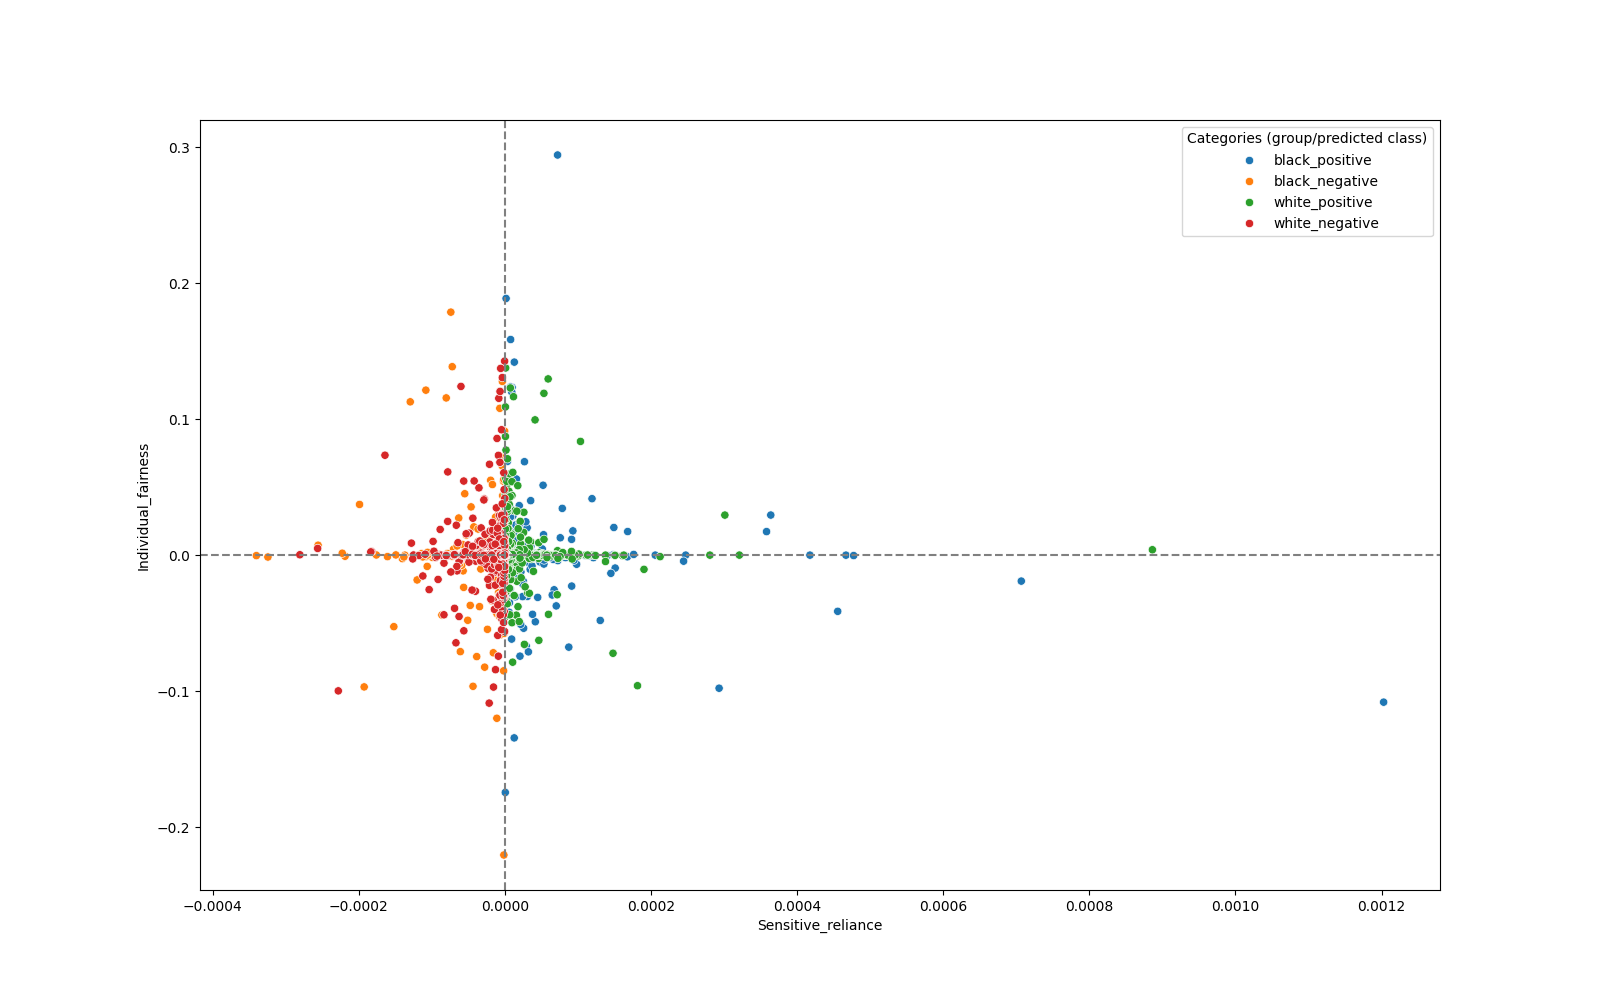 Categories (group/predicted class)
black_positive
black_negative
white_positive
white_negative
0.3
0.2
0.1
0.0
−0.1
−0.2
Individual_fairness
−0.0004
−0.0002
0.0000
0.0002
0.0004
0.0006
0.0008
0.0010
0.0012
Sensitive_reliance